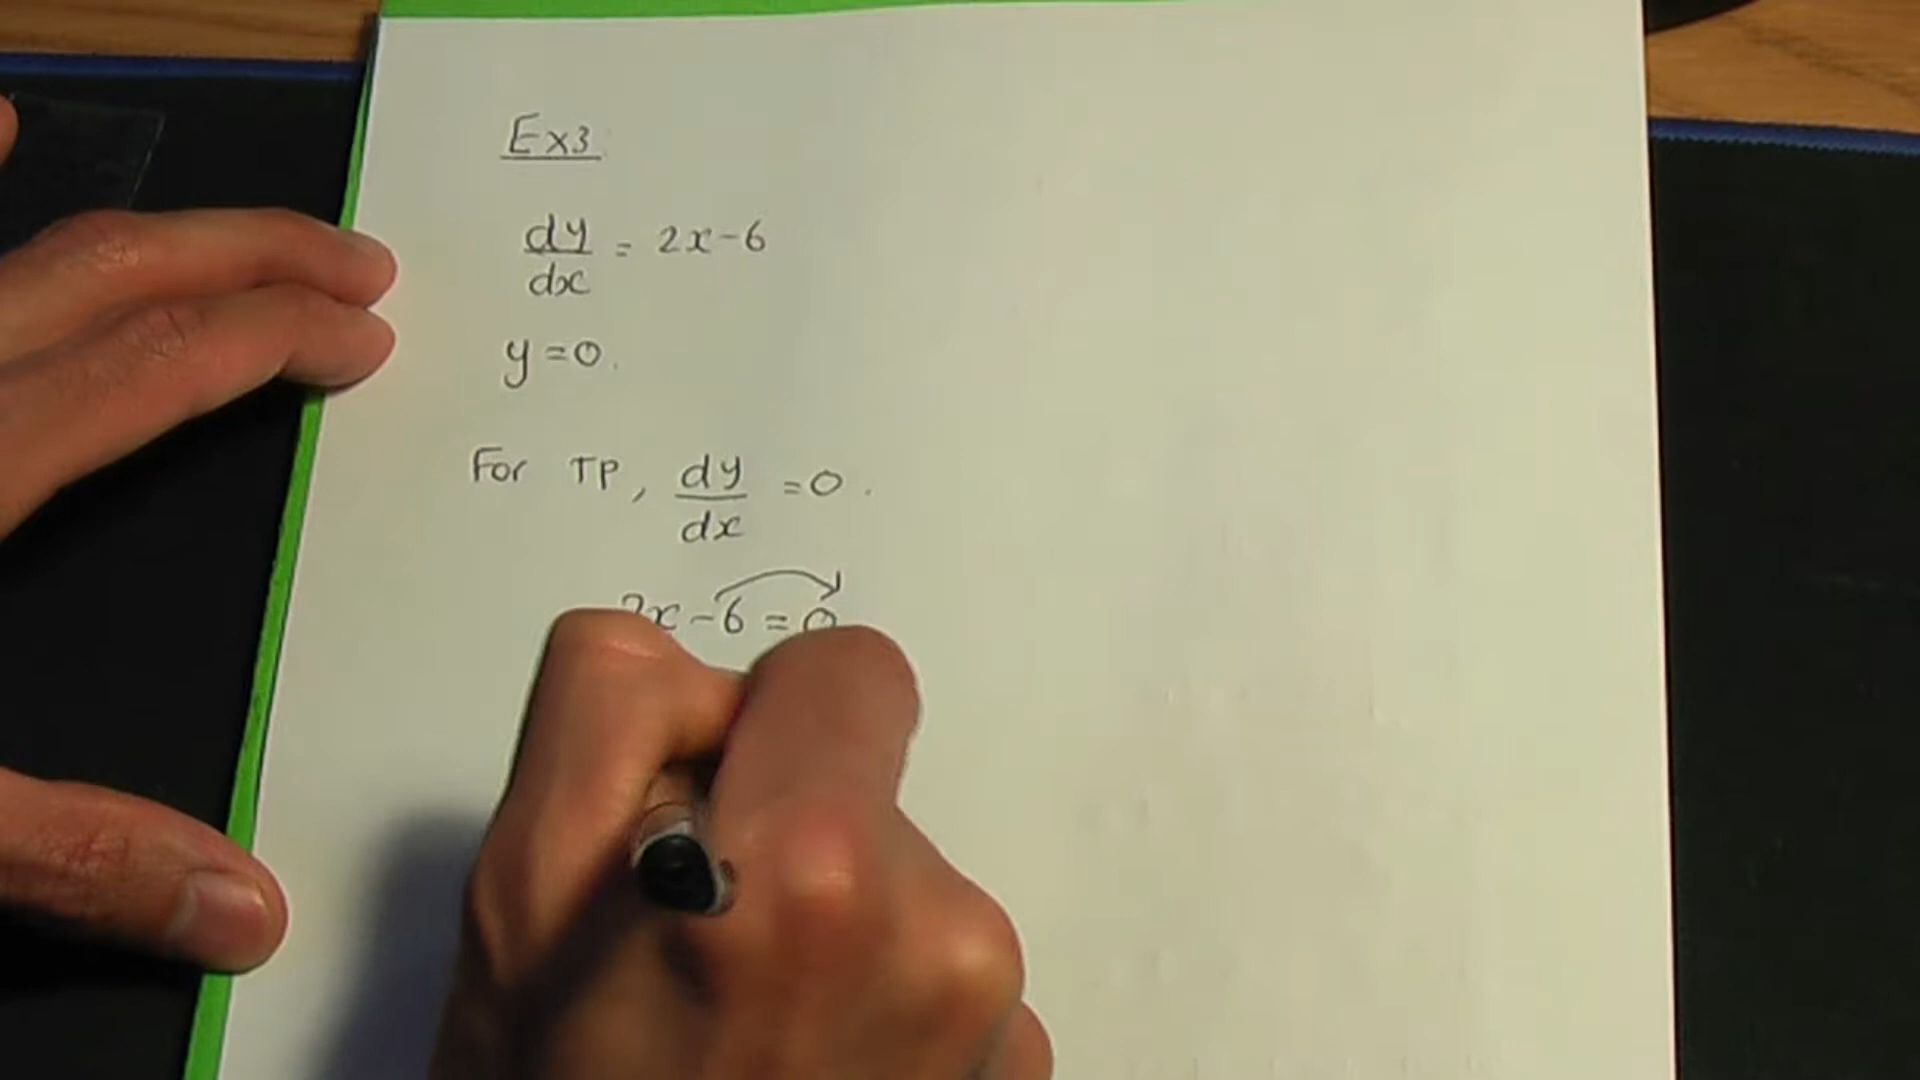 Ex3
dy/dx = 2x-6
y=0.
For TP, dy/dx =0.
2x-6=0